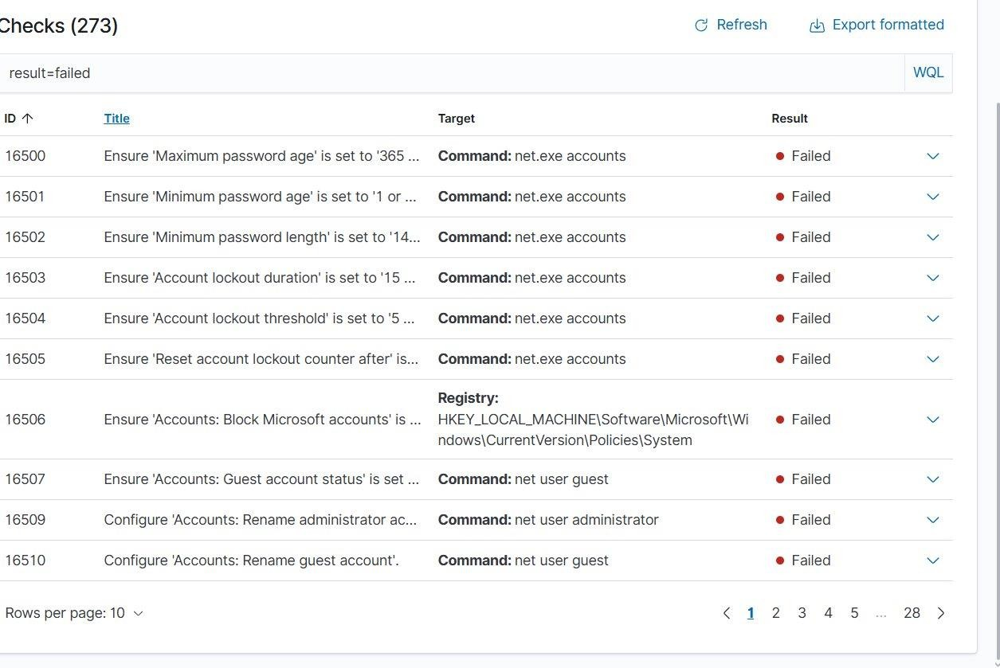 Checks (273)
Refresh
Export formatted
result=failed
WQL
ID Title Target Result
16500 Ensure 'Maximum password age' is set to '365 ... Command: net.exe accounts Failed
16501 Ensure 'Minimum password age' is set to '1 or ... Command: net.exe accounts Failed
16502 Ensure 'Minimum password length' is set to '14... Command: net.exe accounts Failed
16503 Ensure 'Account lockout duration' is set to '15 ... Command: net.exe accounts Failed
16504 Ensure 'Account lockout threshold' is set to '5 ... Command: net.exe accounts Failed
16505 Ensure 'Reset account lockout counter after' is... Command: net.exe accounts Failed
Registry:
16506 Ensure 'Accounts: Block Microsoft accounts' is ... HKEY_LOCAL_MACHINE\Software\Microsoft\Wi Failed
ndows\CurrentVersion\Policies\System
16507 Ensure 'Accounts: Guest account status' is set ... Command: net user guest Failed
16509 Configure 'Accounts: Rename administrator ac... Command: net user administrator Failed
16510 Configure 'Accounts: Rename guest account'. Command: net user guest Failed
Rows per page: 10
1 2 3 4 5 ... 28